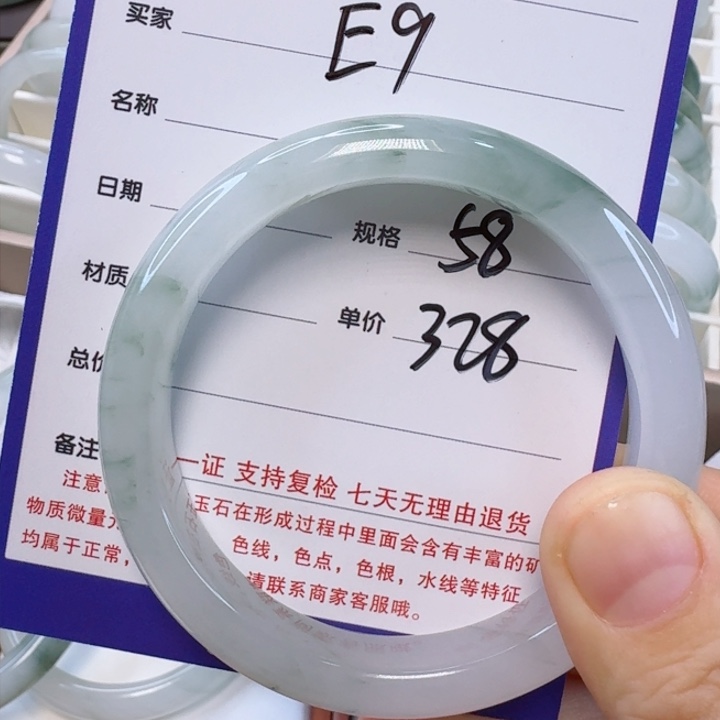 买家 E9
名称
日期
规格 58
材质
单价 328
总价
备注
一证 支持复检 七天无理由退货
注意
玉石在形成过程中里面会含有丰富的矿
物质微量
色线，色点，色根，水线等特征
均属于正常，
请联系商家客服哦。